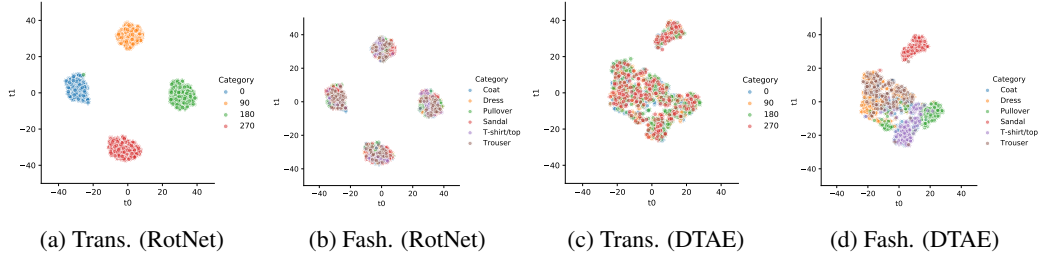 40
20
0
−20
−40
t1
−40 −20 0 20 40
t0
Category
0
90
180
270
(a) Trans. (RotNet)
40
20
0
−20
−40
t1
−40 −20 0 20 40
t0
Category
Coat
Dress
Pullover
Sandal
T-shirt/top
Trouser
(b) Fash. (RotNet)
40
20
0
−20
−40
t1
−40 −20 0 20 40
t0
Category
0
90
180
270
(c) Trans. (DTAE)
40
20
0
−20
−40
t1
−40 −20 0 20 40
t0
Category
Coat
Dress
Pullover
Sandal
T-shirt/top
Trouser
(d) Fash. (DTAE)